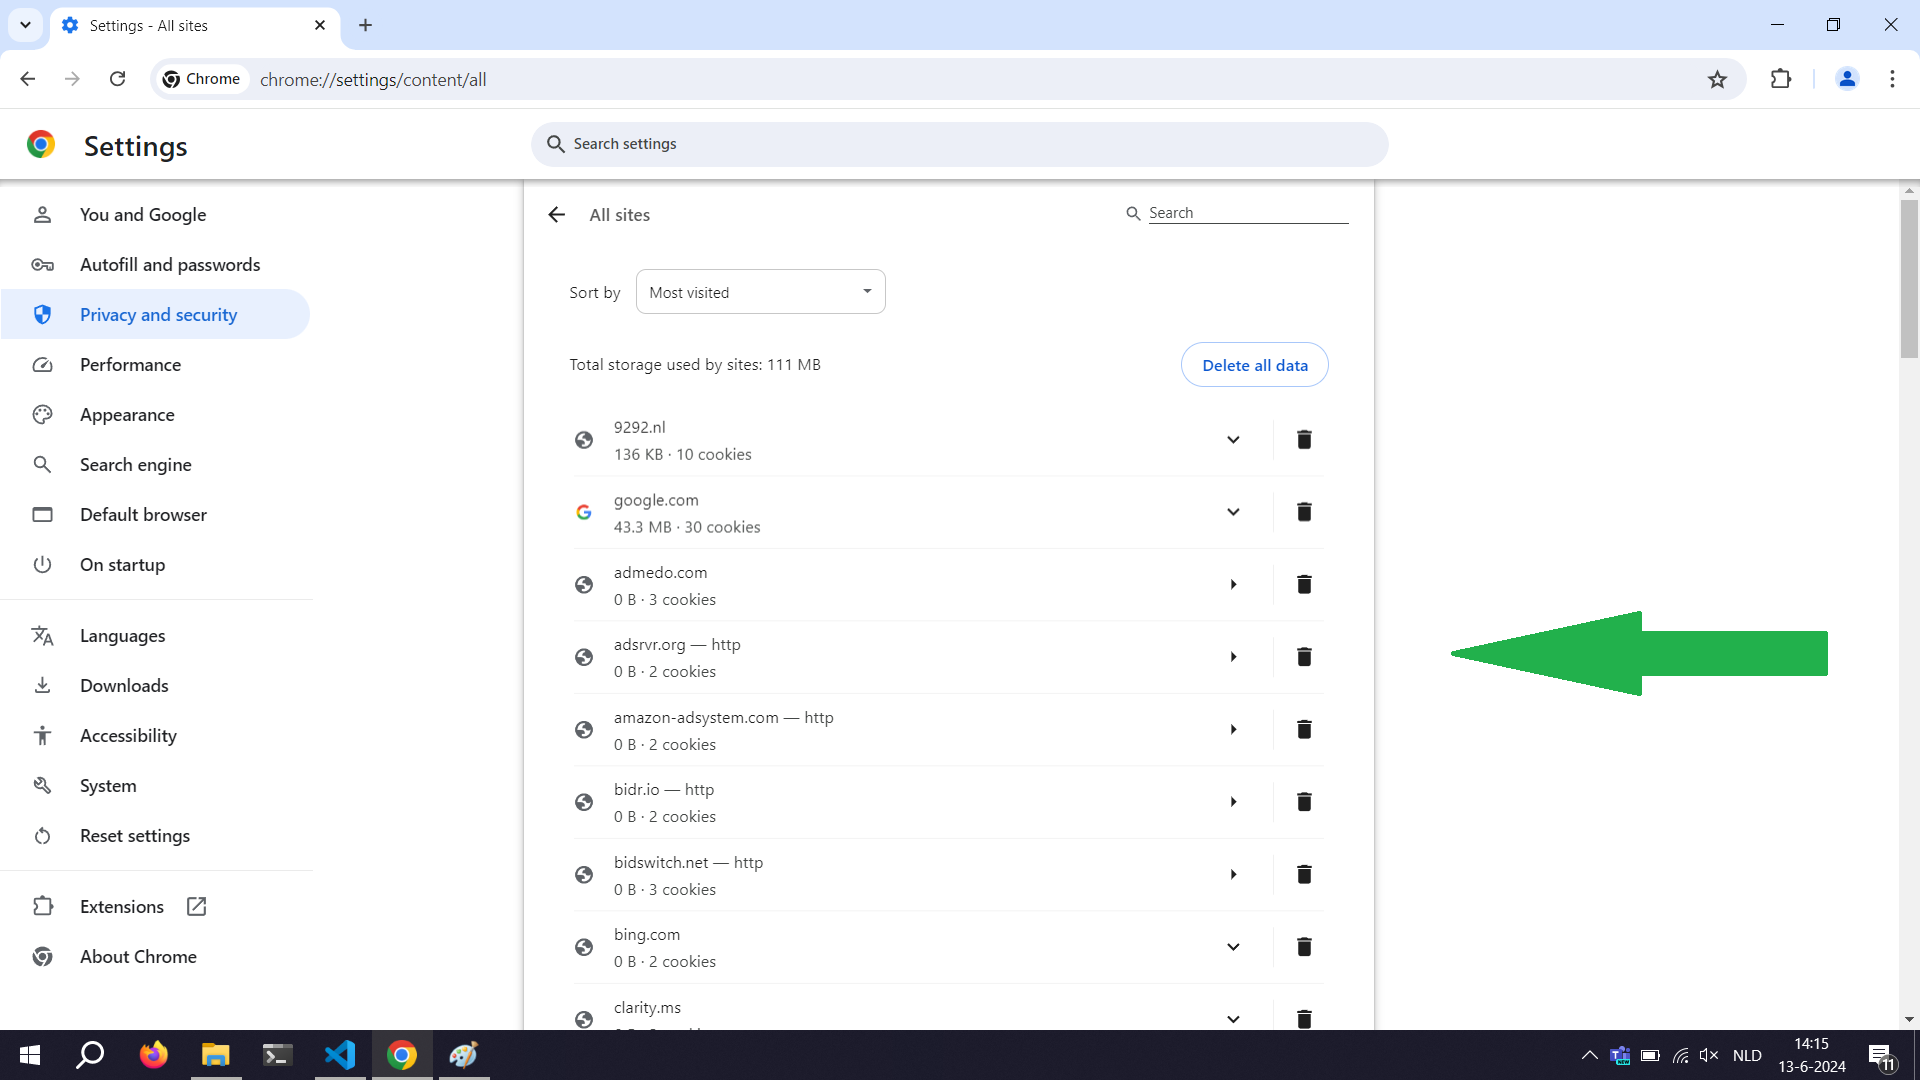 Settings - All sites
Chrome
chrome://settings/content/all
Settings
Search settings
You and Google
Autofill and passwords
Privacy and security
Performance
Appearance
Search engine
Default browser
On startup
Languages
Downloads
Accessibility
System
Reset settings
Extensions
About Chrome
All sites
Search
Sort by
Most visited
Total storage used by sites: 111 MB
Delete all data
9292.nl
136 KB · 10 cookies
google.com
43.3 MB · 30 cookies
admedo.com
0 B · 3 cookies
adsrvr.org — http
0 B · 2 cookies
amazon-adsystem.com — http
0 B · 2 cookies
bidr.io — http
0 B · 2 cookies
bidswitch.net — http
0 B · 3 cookies
bing.com
0 B · 2 cookies
clarity.ms
NLD
14:15
13-6-2024
11